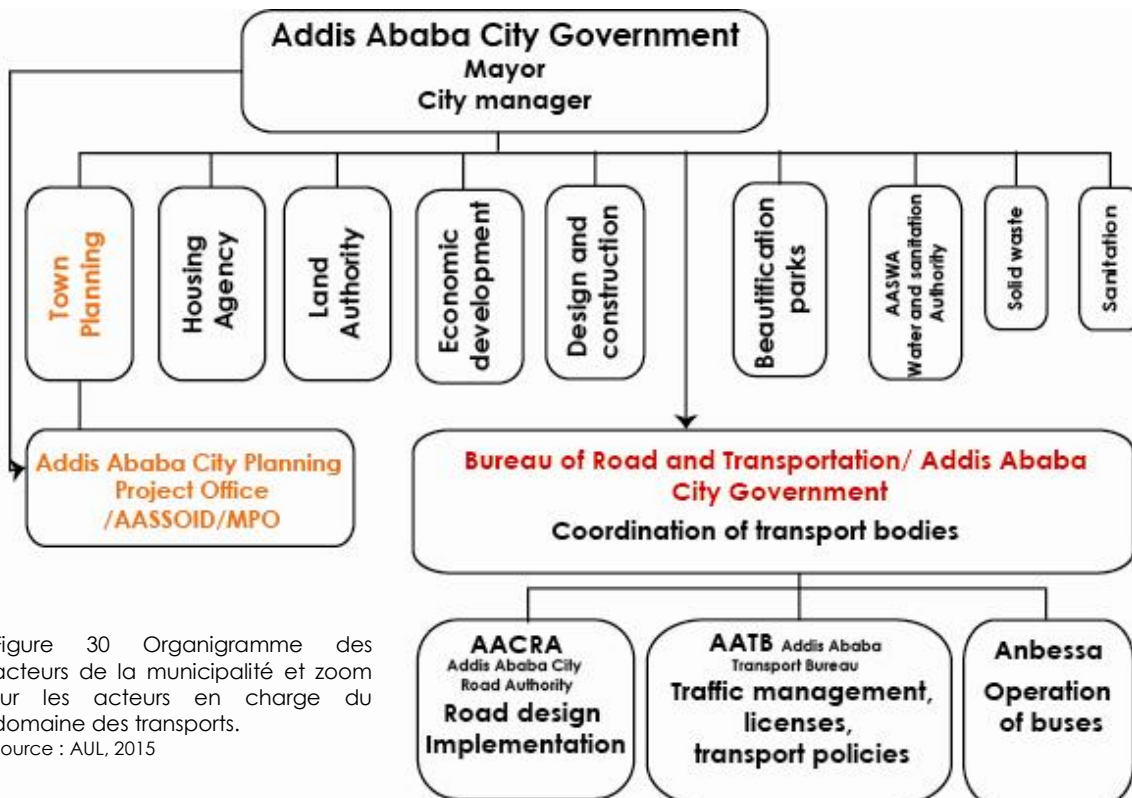 Addis Ababa City Government
Mayor
City manager
Town
Planning
Housing
Agency
Land
Authority
Economic
development
Design and
construction
Beautification
parks
AASWA
Water and sanitation
Authority
Solid waste
Sanitation
Addis Ababa City Planning
Project Office
/AASSOID/MPO
Bureau of Road and Transportation/ Addis Ababa
City Government
Coordination of transport bodies
AACRA
Addis Ababa City
Road Authority
Road design
Implementation
AATB Addis Ababa
Transport Bureau
Traffic management,
licenses,
transport policies
Anbessa
Operation
of buses
Figure 30 Organigramme des
acteurs de la municipalité et zoom
sur les acteurs en charge du
domaine des transports.
Source : AUL, 2015